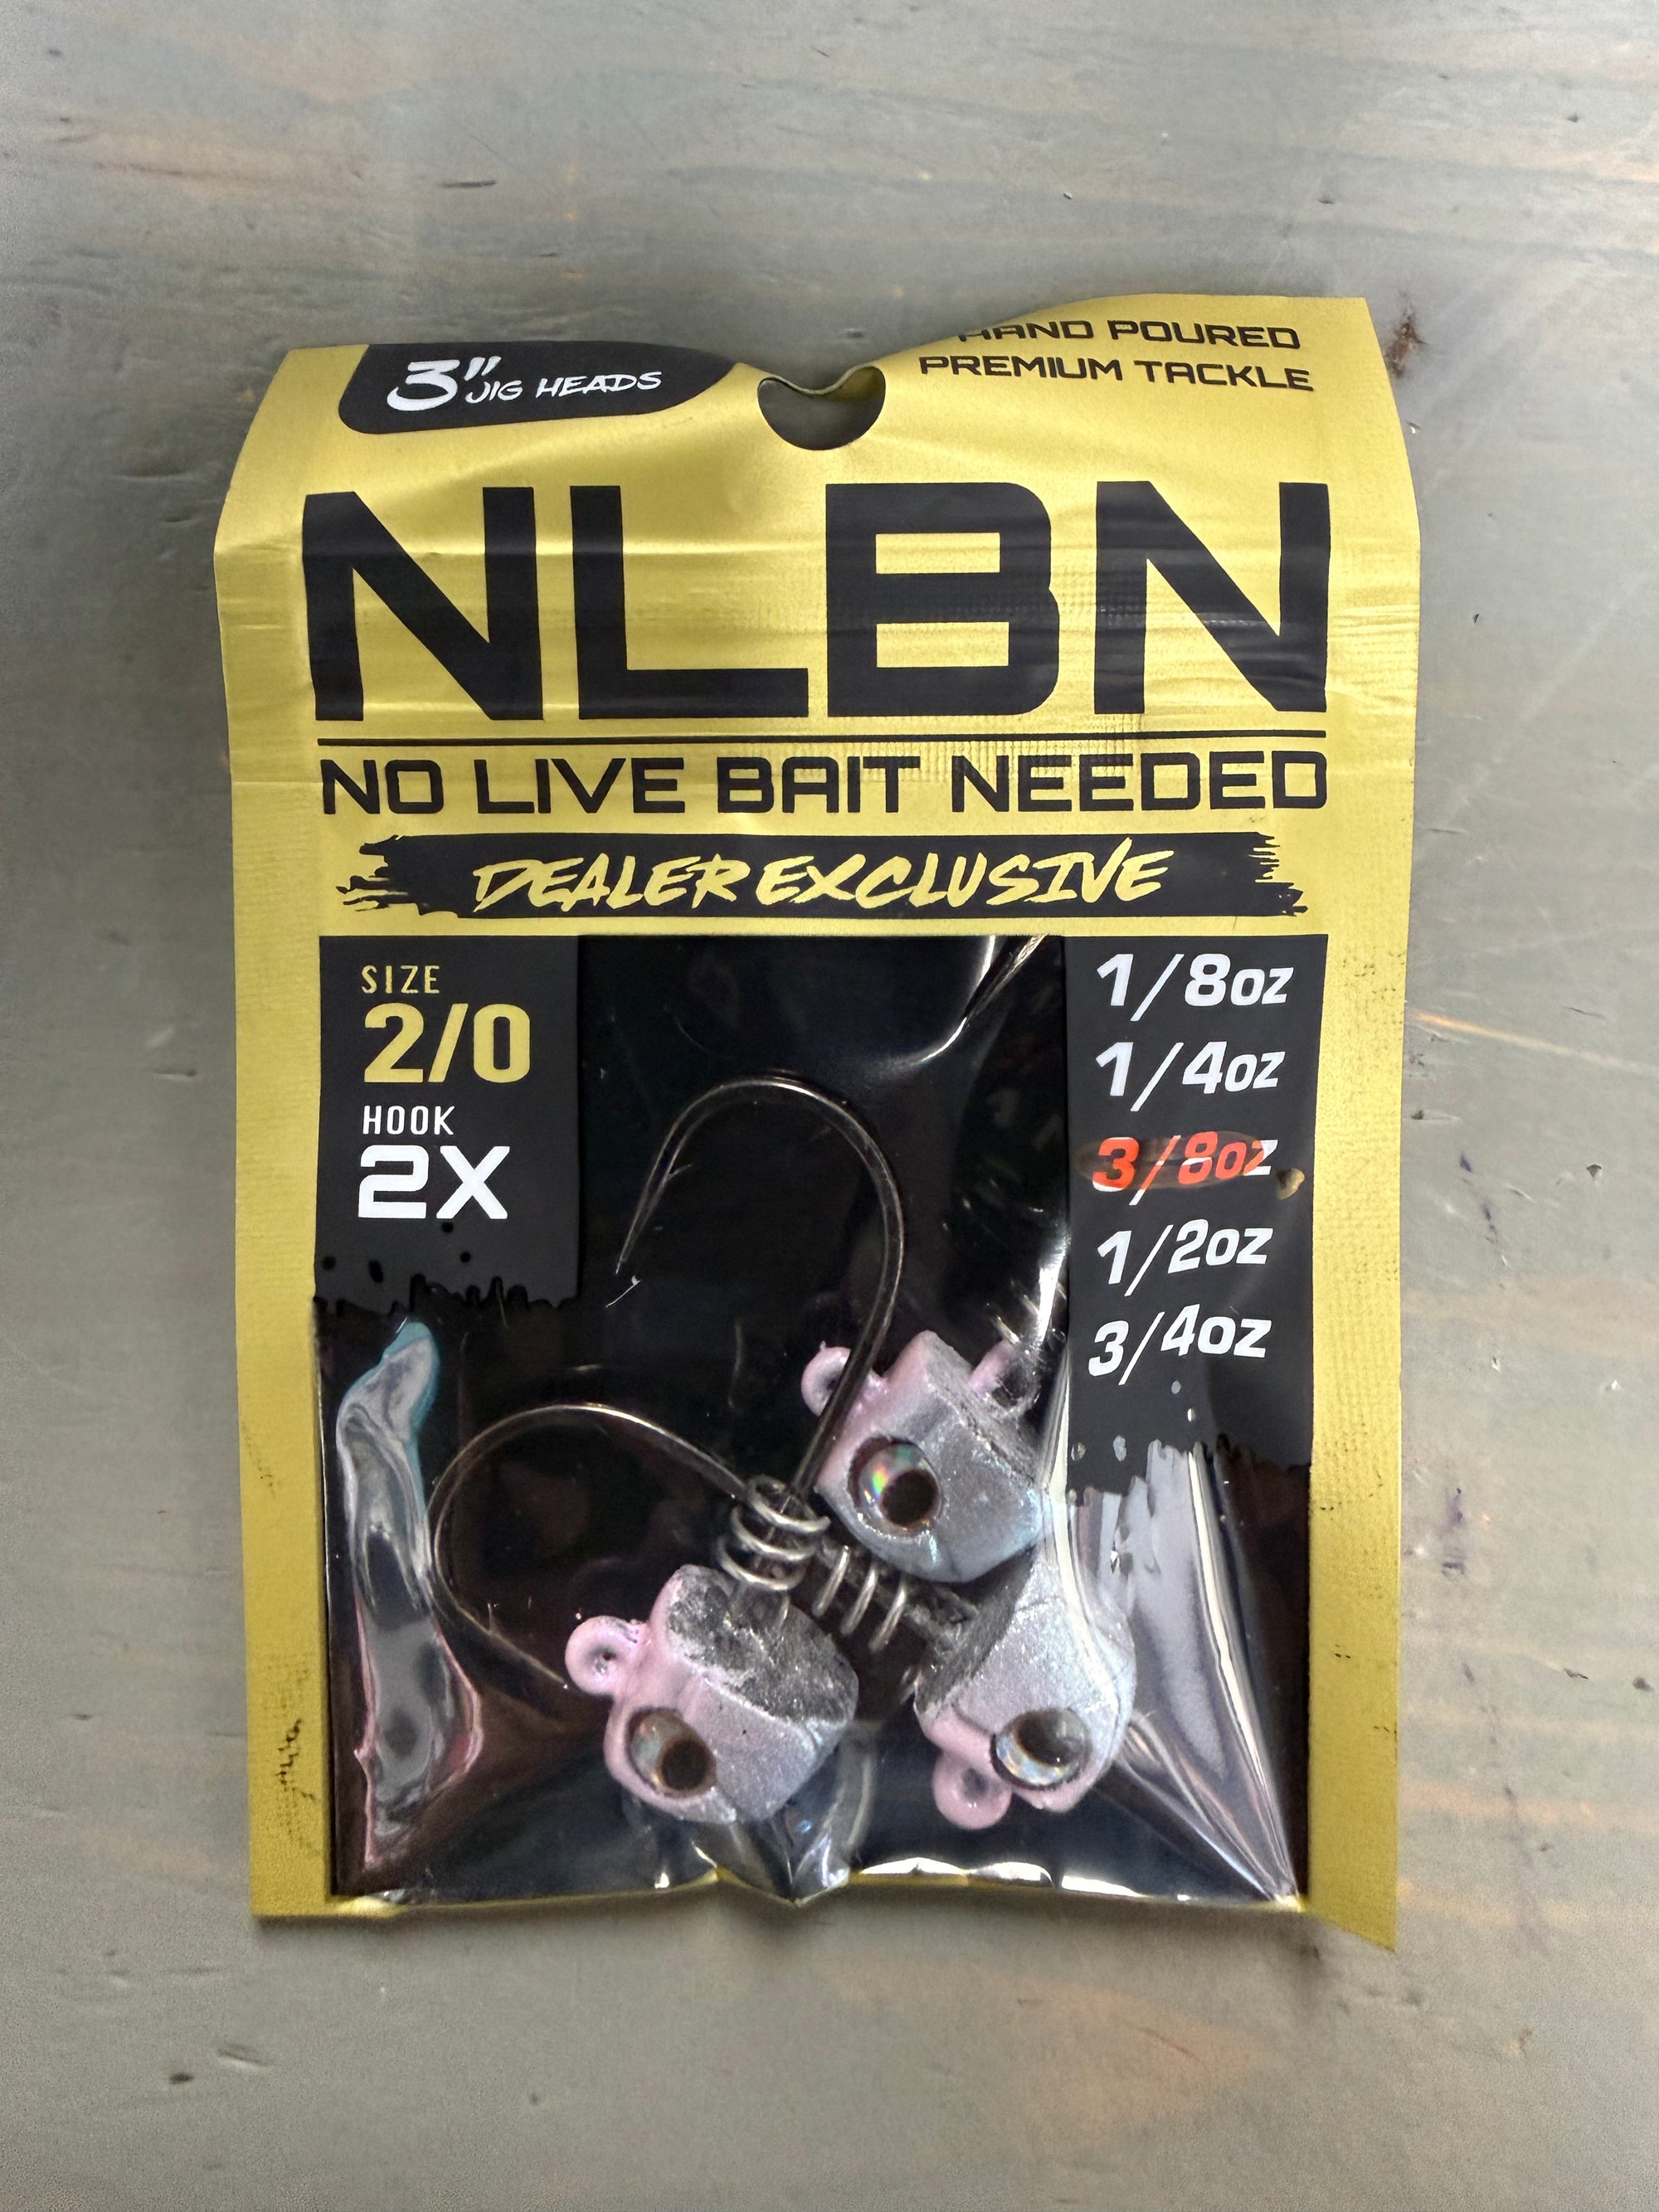 3" JIG HEADS
HAND POURED
PREMIUM TACKLE
NLBN
NO LIVE BAIT NEEDED
DEALER EXCLUSIVE
SIZE
2/0
HOOK
2X
1/8oz
1/4oz
3/8oz
1/2oz
3/4oz